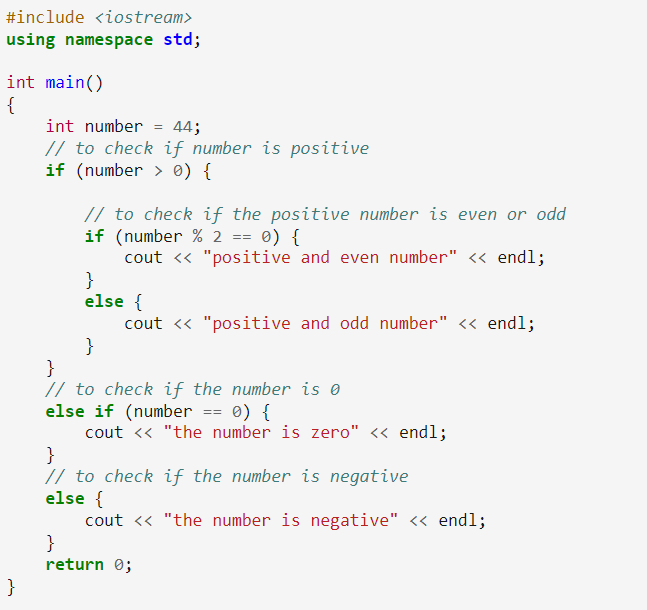 #include <iostream>
using namespace std;
int main()
{
    int number = 44;
    // to check if number is positive
    if (number > 0) {
        // to check if the positive number is even or odd
        if (number % 2 == 0) {
            cout << "positive and even number" << endl;
        }
        else {
            cout << "positive and odd number" << endl;
        }
    }
    // to check if the number is 0
    else if (number == 0) {
        cout << "the number is zero" << endl;
    }
    // to check if the number is negative
    else {
        cout << "the number is negative" << endl;
    }
    return 0;
}